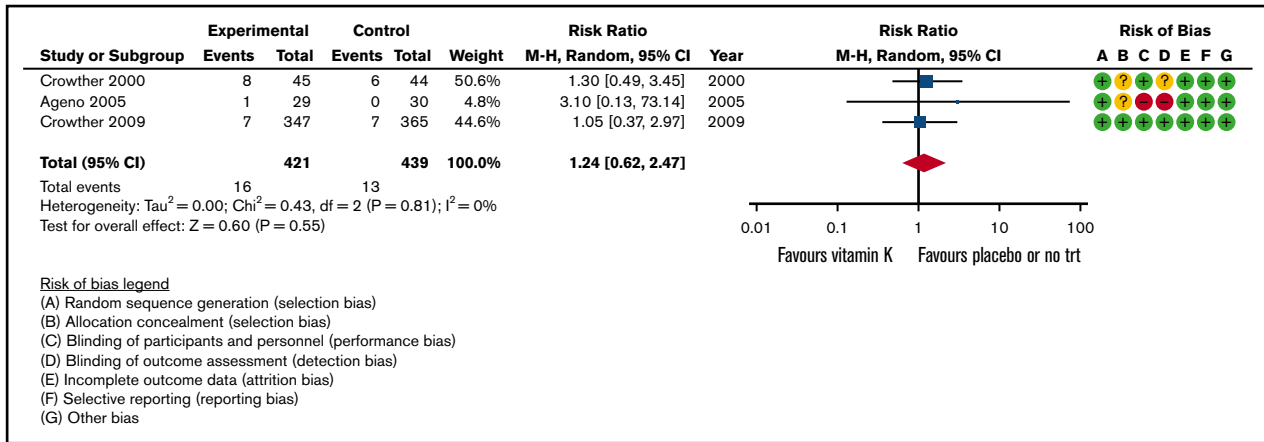 Experimental Control Risk Ratio Risk Ratio Risk of Bias
Study or Subgroup Events Total Events Total Weight M-H, Random, 95% CI Year M-H, Random, 95% CI A B C D E F G
Crowther 2000 8 45 6 44 50.6% 1.30 [0.49, 3.45] 2000 + ? + ? + + +
Ageno 2005 1 29 0 30 4.8% 3.10 [0.13, 73.14] 2005 + ? − − + + +
Crowther 2009 7 347 7 365 44.6% 1.05 [0.37, 2.97] 2009 + + + + + + +
Total (95% CI) 421 439 100.0% 1.24 [0.62, 2.47]
Total events 16 13
Heterogeneity: Tau² = 0.00; Chi² = 0.43, df = 2 (P = 0.81); I² = 0%
Test for overall effect: Z = 0.60 (P = 0.55)
0.01 0.1 1 10 100
Favours vitamin K Favours placebo or no trt
Risk of bias legend
(A) Random sequence generation (selection bias)
(B) Allocation concealment (selection bias)
(C) Blinding of participants and personnel (performance bias)
(D) Blinding of outcome assessment (detection bias)
(E) Incomplete outcome data (attrition bias)
(F) Selective reporting (reporting bias)
(G) Other bias